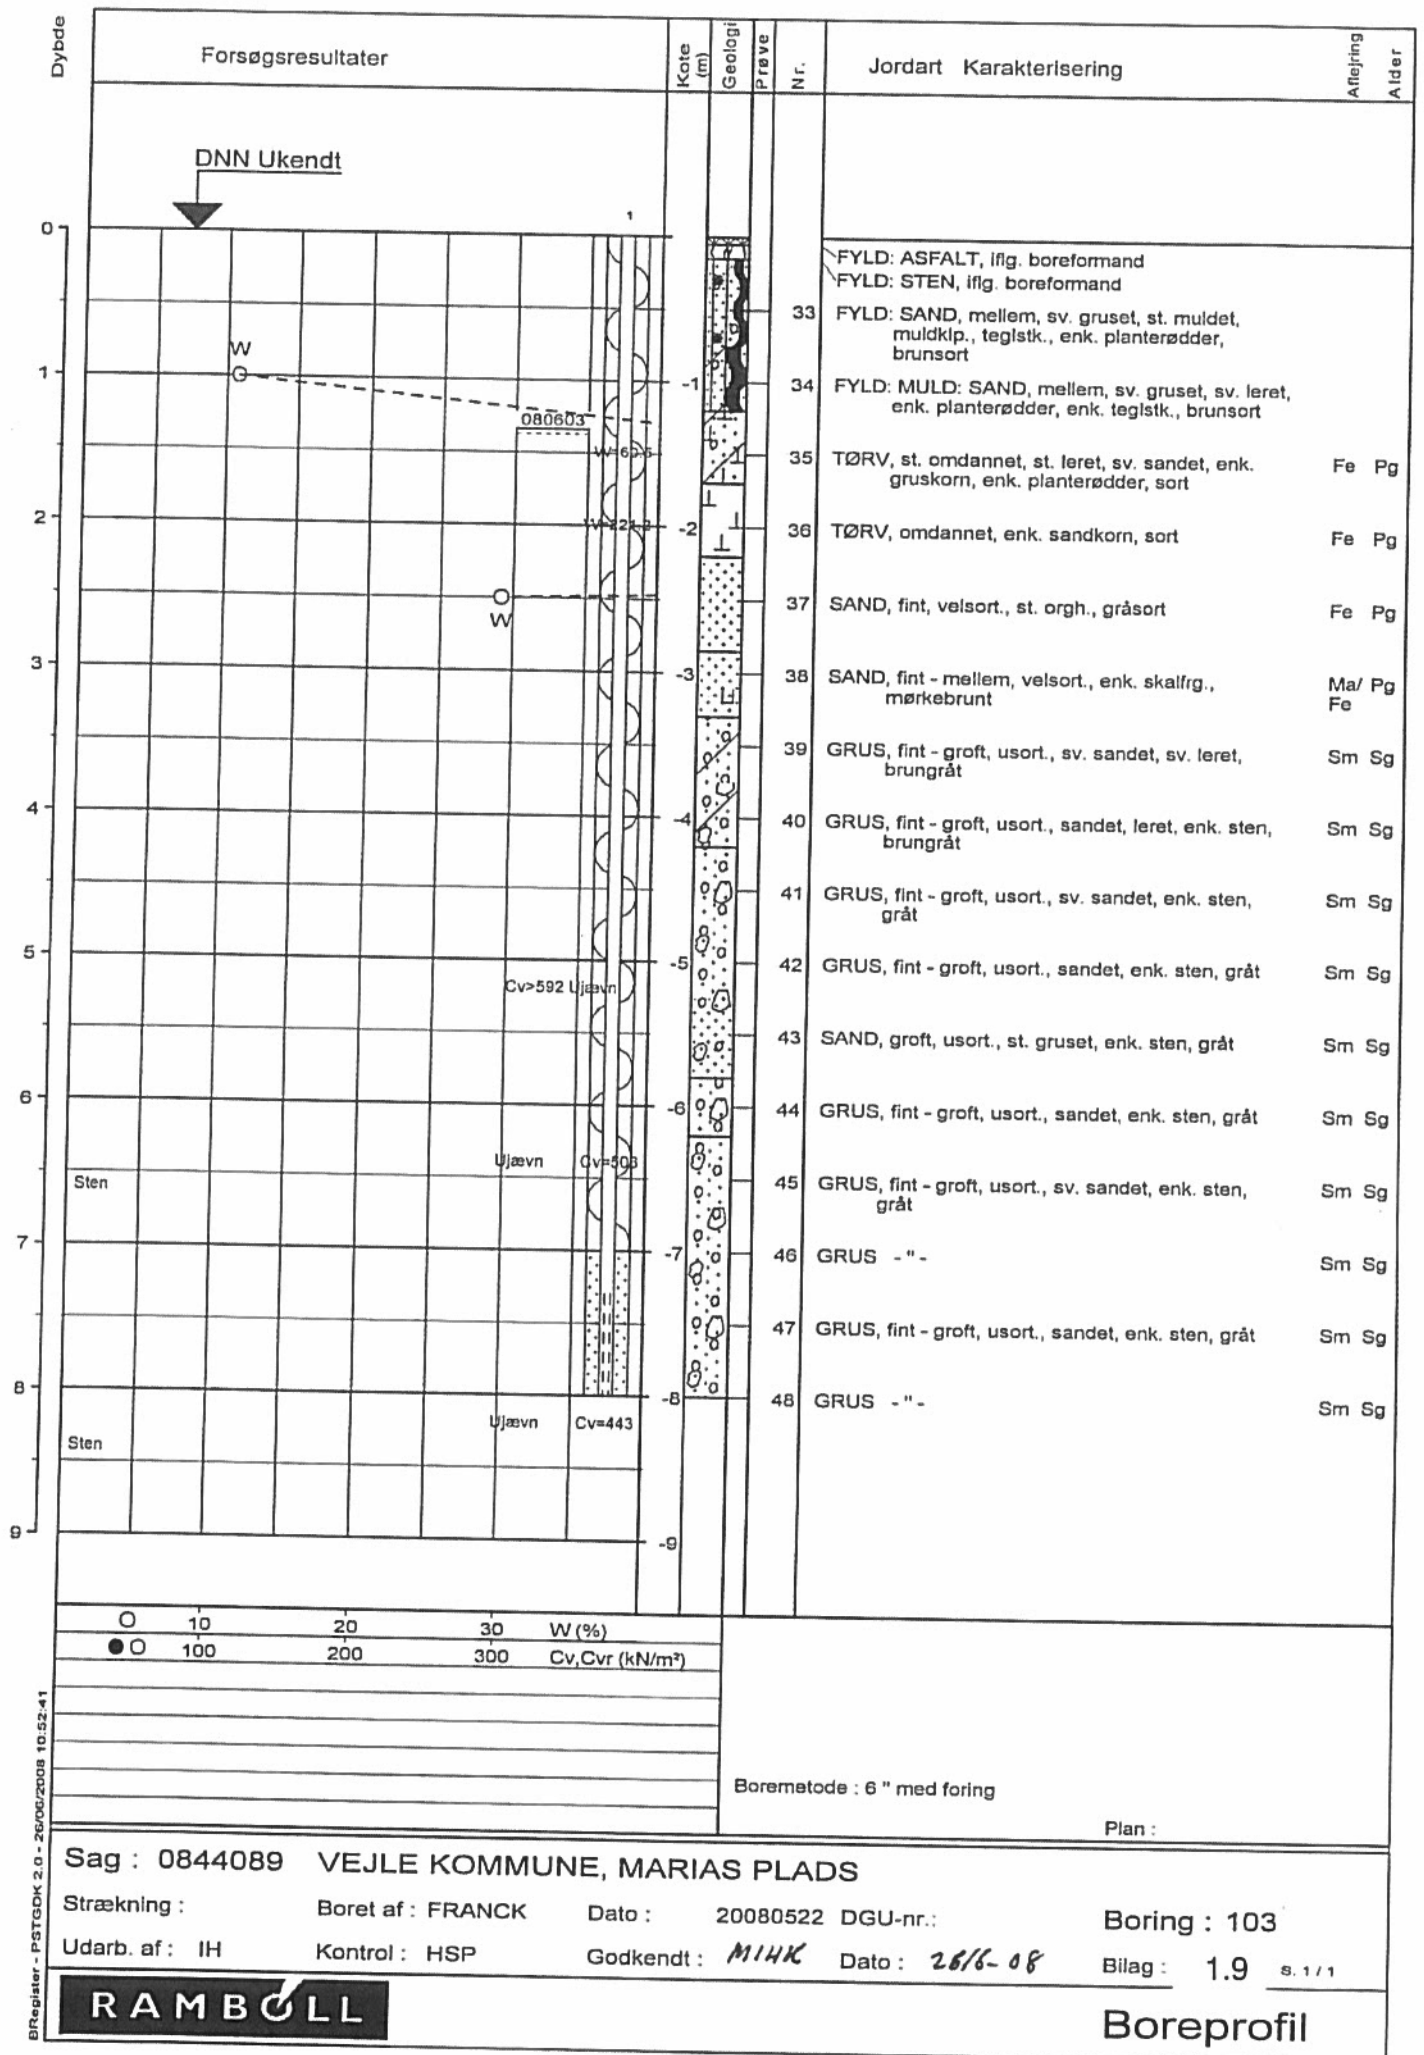 Dybde
Forsøgsresultater
Kote (m)
Geologi
Prøve
Nr.
Jordart Karakterisering
Aflejring
Alder
DNN Ukendt
1
0
FYLD: ASFALT, iflg. boreformand
FYLD: STEN, iflg. boreformand
33 FYLD: SAND, mellem, sv. gruset, st. muldet,
muldklp., teglstk., enk. planterødder,
brunsort
W
1
-1
34 FYLD: MULD: SAND, mellem, sv. gruset, sv. leret,
enk. planterødder, enk. teglstk., brunsort
080603
35 TØRV, st. omdannet, st. leret, sv. sandet, enk. Fe Pg
gruskorn, enk. planterødder, sort
2
-2
36 TØRV, omdannet, enk. sandkorn, sort Fe Pg
W
37 SAND, fint, velsort., st. orgh., gråsort Fe Pg
3
-3
38 SAND, fint - mellem, velsort., enk. skalfrg., Ma/ Pg
mørkebrunt Fe
39 GRUS, fint - groft, usort., sv. sandet, sv. leret, Sm Sg
brungråt
4
-4
40 GRUS, fint - groft, usort., sandet, leret, enk. sten, Sm Sg
brungråt
41 GRUS, fint - groft, usort., sv. sandet, enk. sten, Sm Sg
gråt
5
-5
42 GRUS, fint - groft, usort., sandet, enk. sten, gråt Sm Sg
Cv>592 Ujævn
43 SAND, groft, usort., st. gruset, enk. sten, gråt Sm Sg
6
-6
44 GRUS, fint - groft, usort., sandet, enk. sten, gråt Sm Sg
Ujævn Cv=503
Sten
45 GRUS, fint - groft, usort., sv. sandet, enk. sten, Sm Sg
gråt
7
-7
46 GRUS - " - Sm Sg
47 GRUS, fint - groft, usort., sandet, enk. sten, gråt Sm Sg
8
-8
48 GRUS - " - Sm Sg
Ujævn Cv=443
Sten
9
-9
10 20 30 W (%)
100 200 300 Cv,Cvr (kN/m²)
Boremetode : 6 " med foring
Plan :
BRegister - PSTGDK 2.0 - 26/06/2008 10:52:41
Sag : 0844089 VEJLE KOMMUNE, MARIAS PLADS
Strækning : Boret af : FRANCK Dato : 20080522 DGU-nr.: Boring : 103
Udarb. af : IH Kontrol : HSP Godkendt : MIHK Dato : 26/6-08 Bilag : 1.9 s. 1 / 1
RAMBØLL
Boreprofil